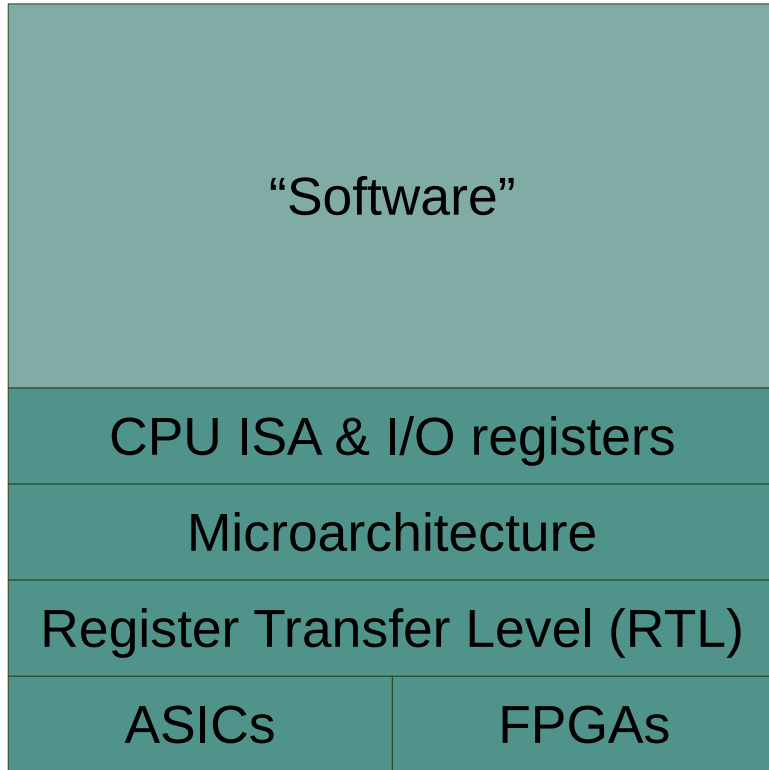 “Software”
CPU ISA & I/O registers
Microarchitecture
Register Transfer Level (RTL)
ASICs
FPGAs